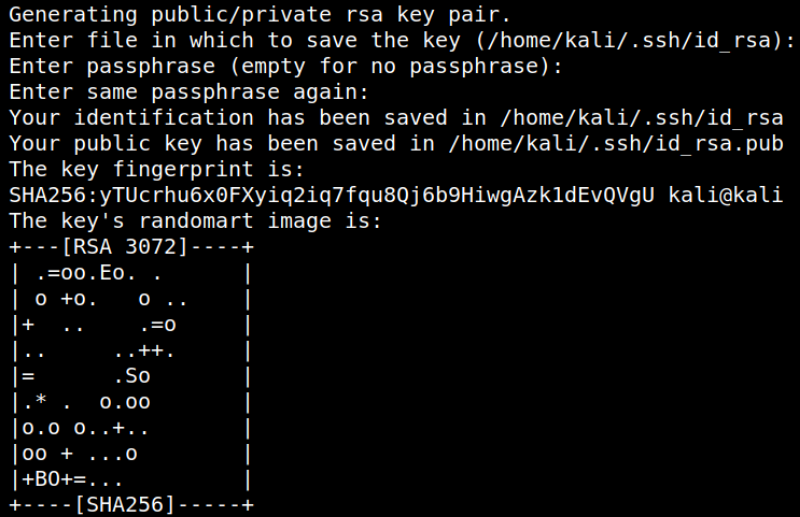 Generating public/private rsa key pair.
Enter file in which to save the key (/home/kali/.ssh/id_rsa):
Enter passphrase (empty for no passphrase):
Enter same passphrase again:
Your identification has been saved in /home/kali/.ssh/id_rsa
Your public key has been saved in /home/kali/.ssh/id_rsa.pub
The key fingerprint is:
SHA256:yTUcrhu6x0FXyiq2iq7fqu8Qj6b9HiwgAzk1dEvQVgU kali@kali
The key's randomart image is:
+---[RSA 3072]----+
| .=oo.Eo. .      |
| o +o.   o ..    |
|+  ..    .=o     |
|..     ..++.     |
|=      .So       |
|.* .  o.oo       |
|o.o o..+..       |
|oo + ...o        |
|+BO+=...         |
+----[SHA256]-----+